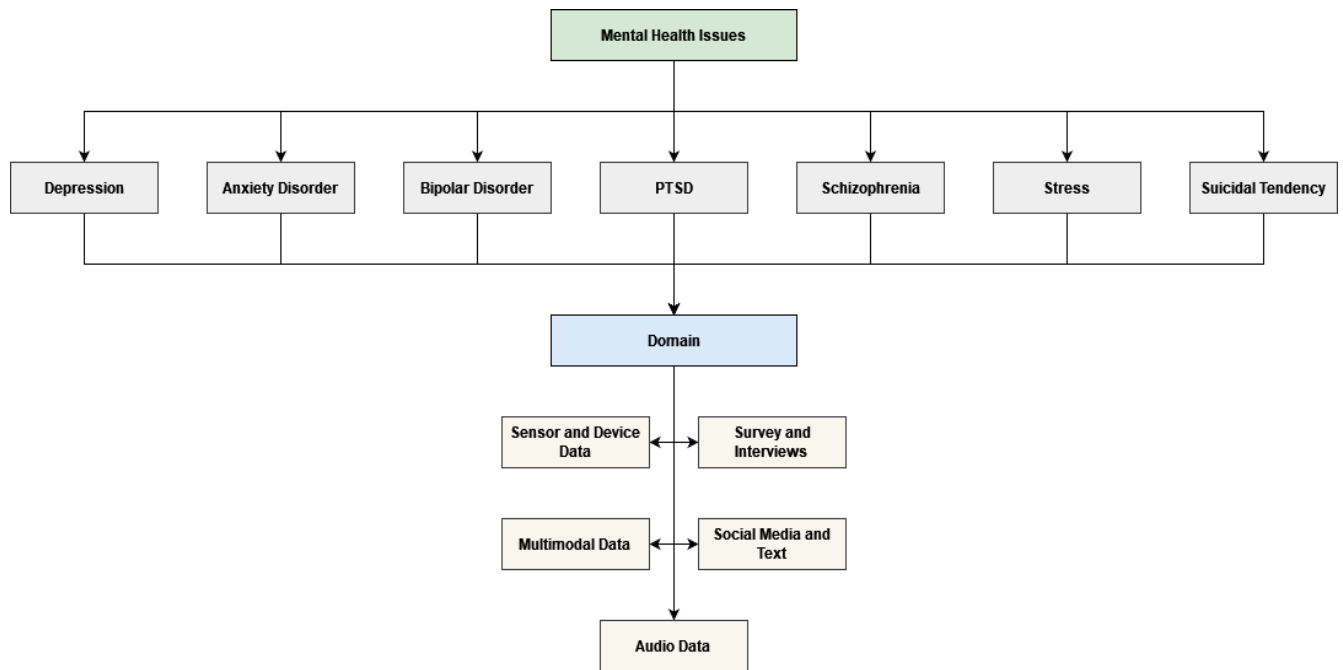 Mental Health Issues
Depression
Anxiety Disorder
Bipolar Disorder
PTSD
Schizophrenia
Stress
Suicidal Tendency
Domain
Sensor and Device
Data
Survey and
Interviews
Multimodal Data
Social Media and
Text
Audio Data